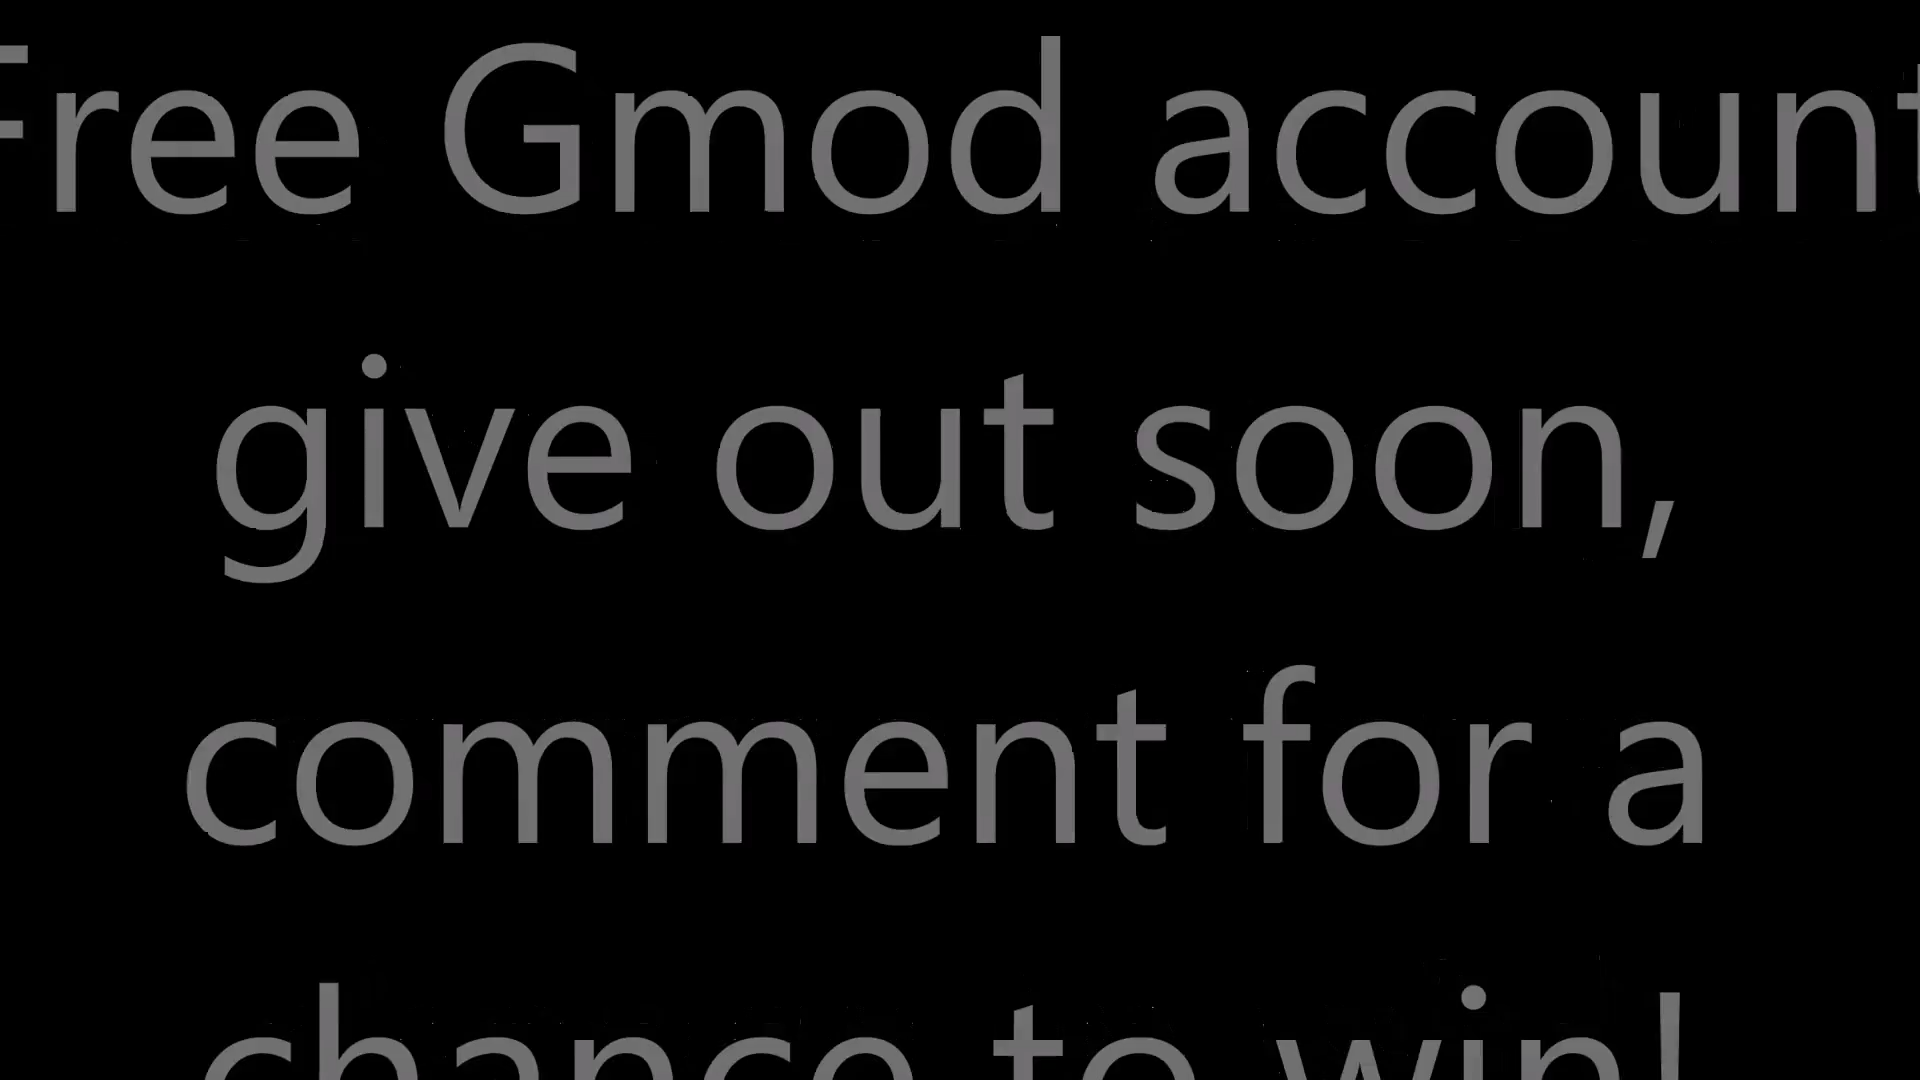 Free Gmod account
give out soon,
comment for a
chance to win!